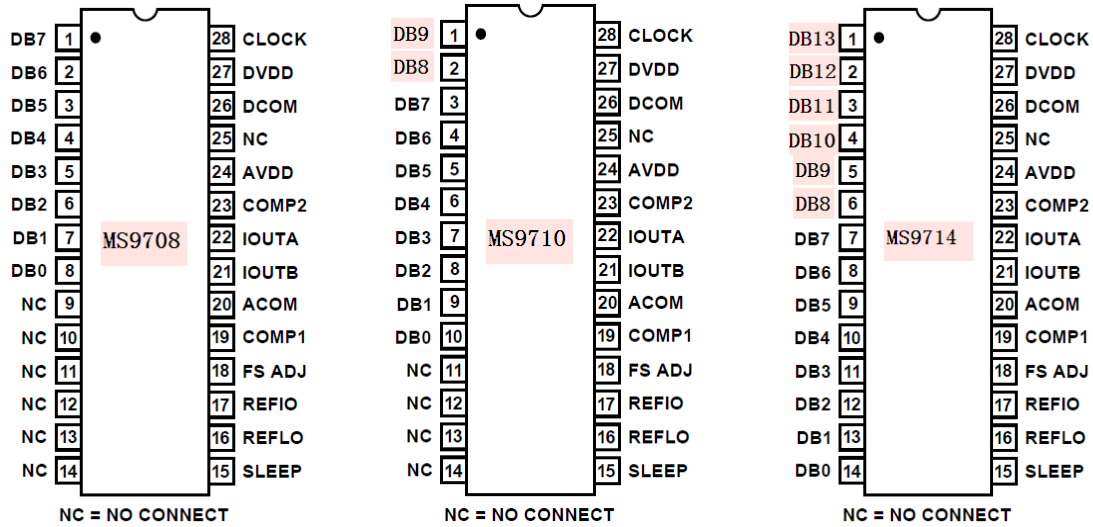 DB7 1 28 CLOCK
DB6 2 27 DVDD
DB5 3 26 DCOM
DB4 4 25 NC
DB3 5 24 AVDD
DB2 6 23 COMP2
DB1 7 MS9708 22 IOUTA
DB0 8 21 IOUTB
NC 9 20 ACOM
NC 10 19 COMP1
NC 11 18 FS ADJ
NC 12 17 REFIO
NC 13 16 REFLO
NC 14 15 SLEEP
NC = NO CONNECT
DB9 1 28 CLOCK
DB8 2 27 DVDD
DB7 3 26 DCOM
DB6 4 25 NC
DB5 5 24 AVDD
DB4 6 23 COMP2
DB3 7 MS9710 22 IOUTA
DB2 8 21 IOUTB
DB1 9 20 ACOM
DB0 10 19 COMP1
NC 11 18 FS ADJ
NC 12 17 REFIO
NC 13 16 REFLO
NC 14 15 SLEEP
NC = NO CONNECT
DB13 1 28 CLOCK
DB12 2 27 DVDD
DB11 3 26 DCOM
DB10 4 25 NC
DB9 5 24 AVDD
DB8 6 23 COMP2
DB7 7 MS9714 22 IOUTA
DB6 8 21 IOUTB
DB5 9 20 ACOM
DB4 10 19 COMP1
DB3 11 18 FS ADJ
DB2 12 17 REFIO
DB1 13 16 REFLO
DB0 14 15 SLEEP
NC = NO CONNECT